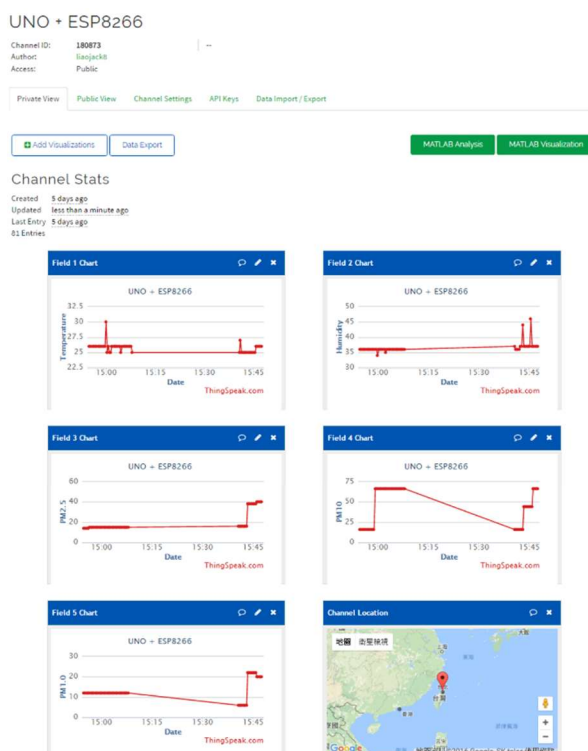 UNO + ESP8266
Channel ID: 180873
Author: liaojack8
Access: Public
Private View Public View Channel Settings API Keys Data Import / Export
Add Visualizations Data Export MATLAB Analysis MATLAB Visualization
Channel Stats
Created 5 days ago
Updated less than a minute ago
Last Entry 5 days ago
81 Entries
Field 1 Chart
UNO + ESP8266
Temperature
32.5
30
27.5
25
22.5
15:00 15:15 15:30 15:45
Date
ThingSpeak.com
Field 2 Chart
UNO + ESP8266
Humidity
50
45
40
35
30
15:00 15:15 15:30 15:45
Date
ThingSpeak.com
Field 3 Chart
UNO + ESP8266
PM2.5
60
40
20
0
15:00 15:15 15:30 15:45
Date
ThingSpeak.com
Field 4 Chart
UNO + ESP8266
PM10
75
50
25
0
15:00 15:15 15:30 15:45
Date
ThingSpeak.com
Field 5 Chart
UNO + ESP8266
PM1.0
30
20
10
0
15:00 15:15 15:30 15:45
Date
ThingSpeak.com
Channel Location
地圖 衛星檢視
上海
台灣
香港
Google